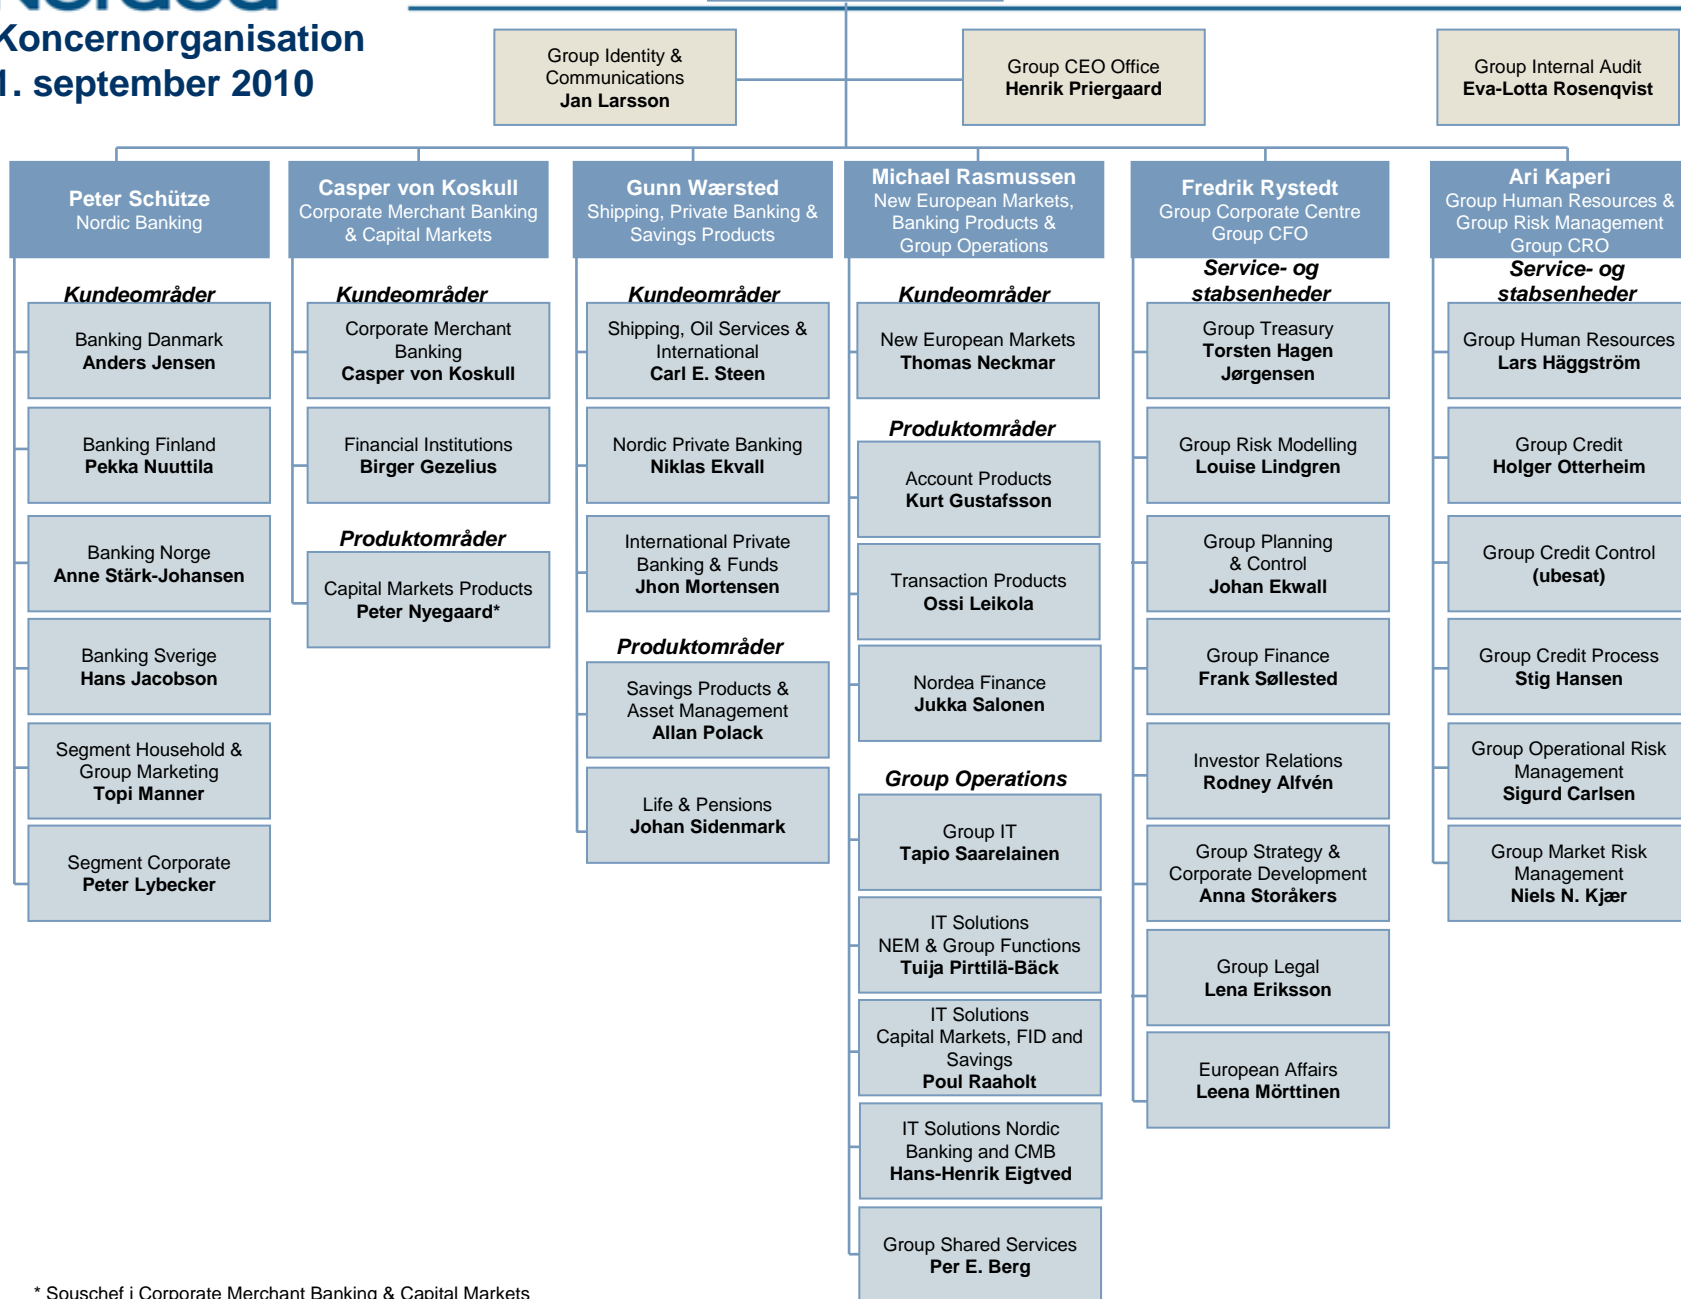 Nordea
Koncernorganisation
1. september 2010
Group Identity &
Communications
Jan Larsson
Group CEO Office
Henrik Priergaard
Group Internal Audit
Eva-Lotta Rosenqvist
Peter Schütze
Nordic Banking
Kundeområder
Banking Danmark
Anders Jensen
Banking Finland
Pekka Nuuttila
Banking Norge
Anne Stärk-Johansen
Banking Sverige
Hans Jacobson
Segment Household &
Group Marketing
Topi Manner
Segment Corporate
Peter Lybecker
Casper von Koskull
Corporate Merchant Banking
& Capital Markets
Kundeområder
Corporate Merchant
Banking
Casper von Koskull
Financial Institutions
Birger Gezelius
Produktområder
Capital Markets Products
Peter Nyegaard*
Gunn Wærsted
Shipping, Private Banking &
Savings Products
Kundeområder
Shipping, Oil Services &
International
Carl E. Steen
Nordic Private Banking
Niklas Ekvall
International Private
Banking & Funds
Jhon Mortensen
Produktområder
Savings Products &
Asset Management
Allan Polack
Life & Pensions
Johan Sidenmark
Michael Rasmussen
New European Markets,
Banking Products &
Group Operations
Kundeområder
New European Markets
Thomas Neckmar
Produktområder
Account Products
Kurt Gustafsson
Transaction Products
Ossi Leikola
Nordea Finance
Jukka Salonen
Group Operations
Group IT
Tapio Saarelainen
IT Solutions
NEM & Group Functions
Tuija Pirttilä-Bäck
IT Solutions
Capital Markets, FID and
Savings
Poul Raaholt
IT Solutions Nordic
Banking and CMB
Hans-Henrik Eigtved
Group Shared Services
Per E. Berg
Fredrik Rystedt
Group Corporate Centre
Group CFO
Service- og
stabsenheder
Group Treasury
Torsten Hagen
Jørgensen
Group Risk Modelling
Louise Lindgren
Group Planning
& Control
Johan Ekwall
Group Finance
Frank Søllested
Investor Relations
Rodney Alfvén
Group Strategy &
Corporate Development
Anna Storåkers
Group Legal
Lena Eriksson
European Affairs
Leena Mörttinen
Ari Kaperi
Group Human Resources &
Group Risk Management
Group CRO
Service- og
stabsenheder
Group Human Resources
Lars Häggström
Group Credit
Holger Otterheim
Group Credit Control
(ubesat)
Group Credit Process
Stig Hansen
Group Operational Risk
Management
Sigurd Carlsen
Group Market Risk
Management
Niels N. Kjær
* Souschef i Corporate Merchant Banking & Capital Markets